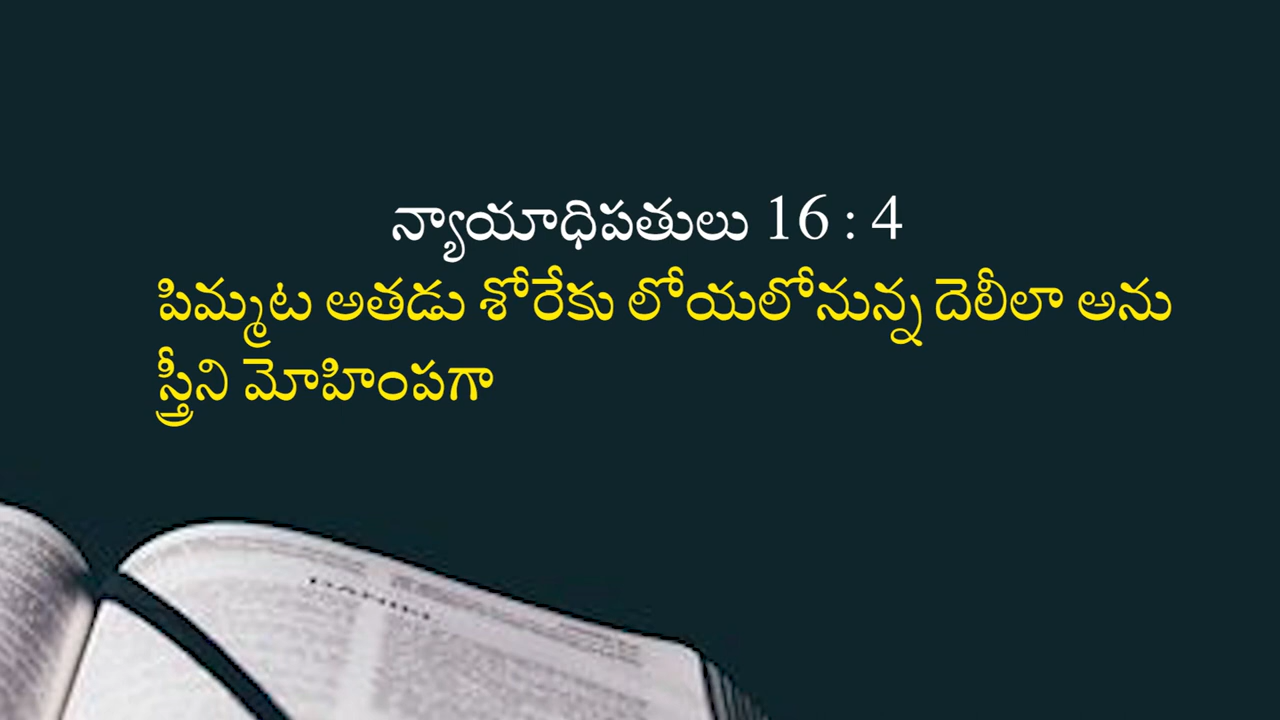 న్యాయాధిపతులు 16 : 4
పిమ్మట అతడు శోరేకు లోయలోనున్న దెలీలా అను
స్త్రీని మోహింపగా